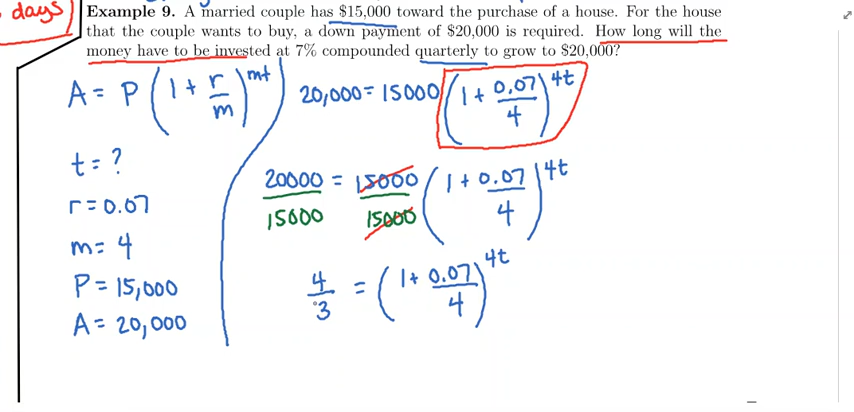 days
Example 9. A married couple has $15,000 toward the purchase of a house. For the house
that the couple wants to buy, a down payment of $20,000 is required. How long will the
money have to be invested at 7% compounded quarterly to grow to $20,000?
A = P (1 + r/m)^mt
20,000 = 15000 (1 + 0.07/4)^4t
t = ?
20000/15000 = 15000/15000 (1 + 0.07/4)^4t
r = 0.07
m = 4
4/3 = (1 + 0.07/4)^4t
P = 15,000
A = 20,000